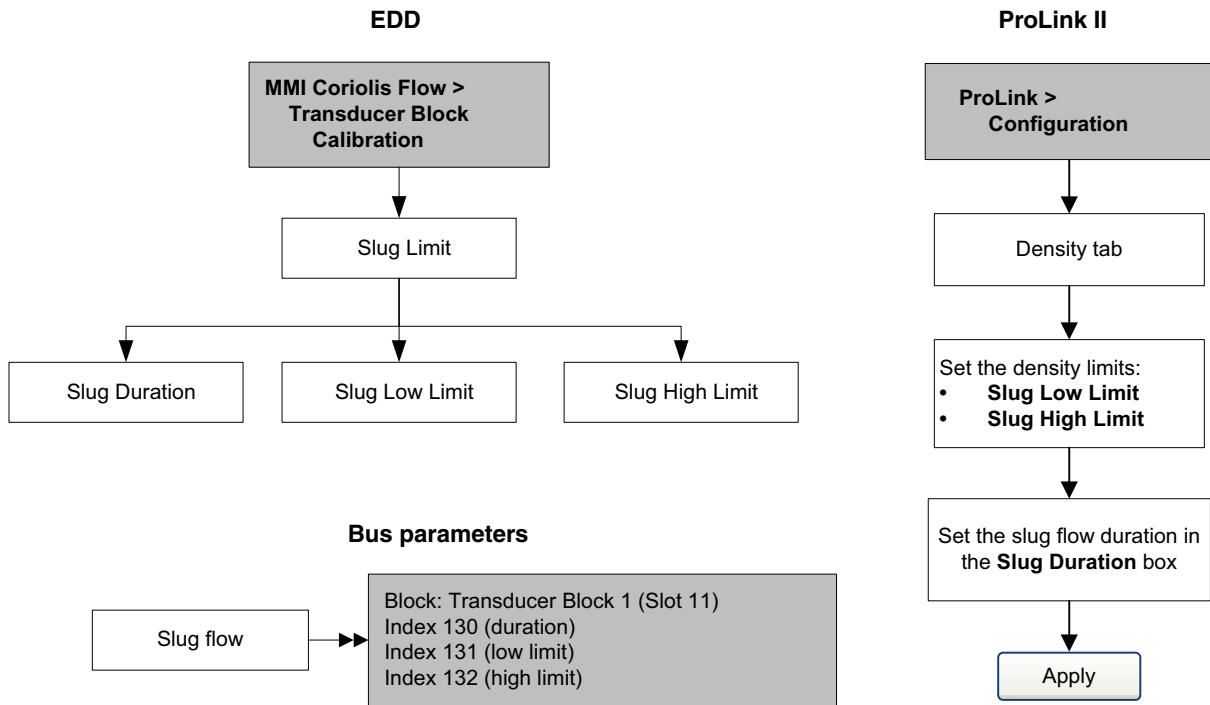 EDD
MMI Coriolis Flow >
Transducer Block
Calibration
Slug Limit
Slug Duration
Slug Low Limit
Slug High Limit
Bus parameters
Slug flow
Block: Transducer Block 1 (Slot 11)
Index 130 (duration)
Index 131 (low limit)
Index 132 (high limit)
ProLink II
ProLink >
Configuration
Density tab
Set the density limits:
• Slug Low Limit
• Slug High Limit
Set the slug flow duration in
the Slug Duration box
Apply